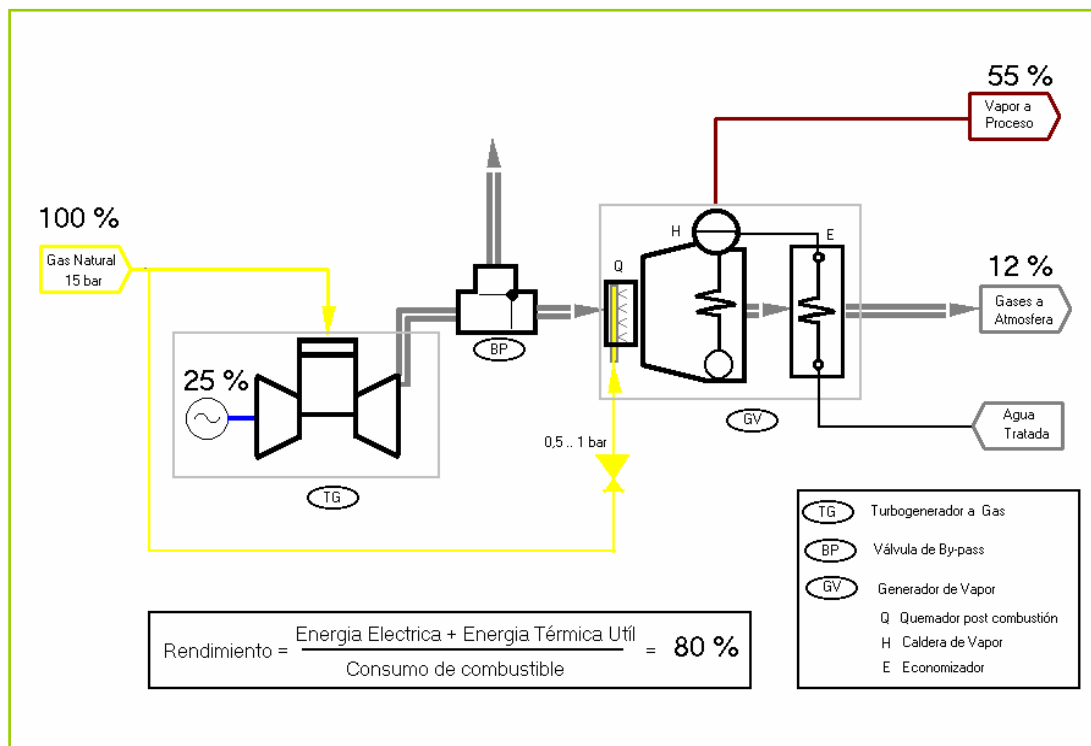 55 %
Vapor a
Proceso
100 %
Gas Natural
15 bar
H
E
Q
12 %
Gases a
Atmosfera
BP
25 %
GV
Agua
Tratada
0,5 .. 1 bar
TG
TG Turbogenerador a Gas
BP Válvula de By-pass
GV Generador de Vapor
Q Quemador post combustión
H Caldera de Vapor
E Economizador
Energia Electrica + Energia Térmica Utíl
Rendimiento = = 80 %
Consumo de combustible